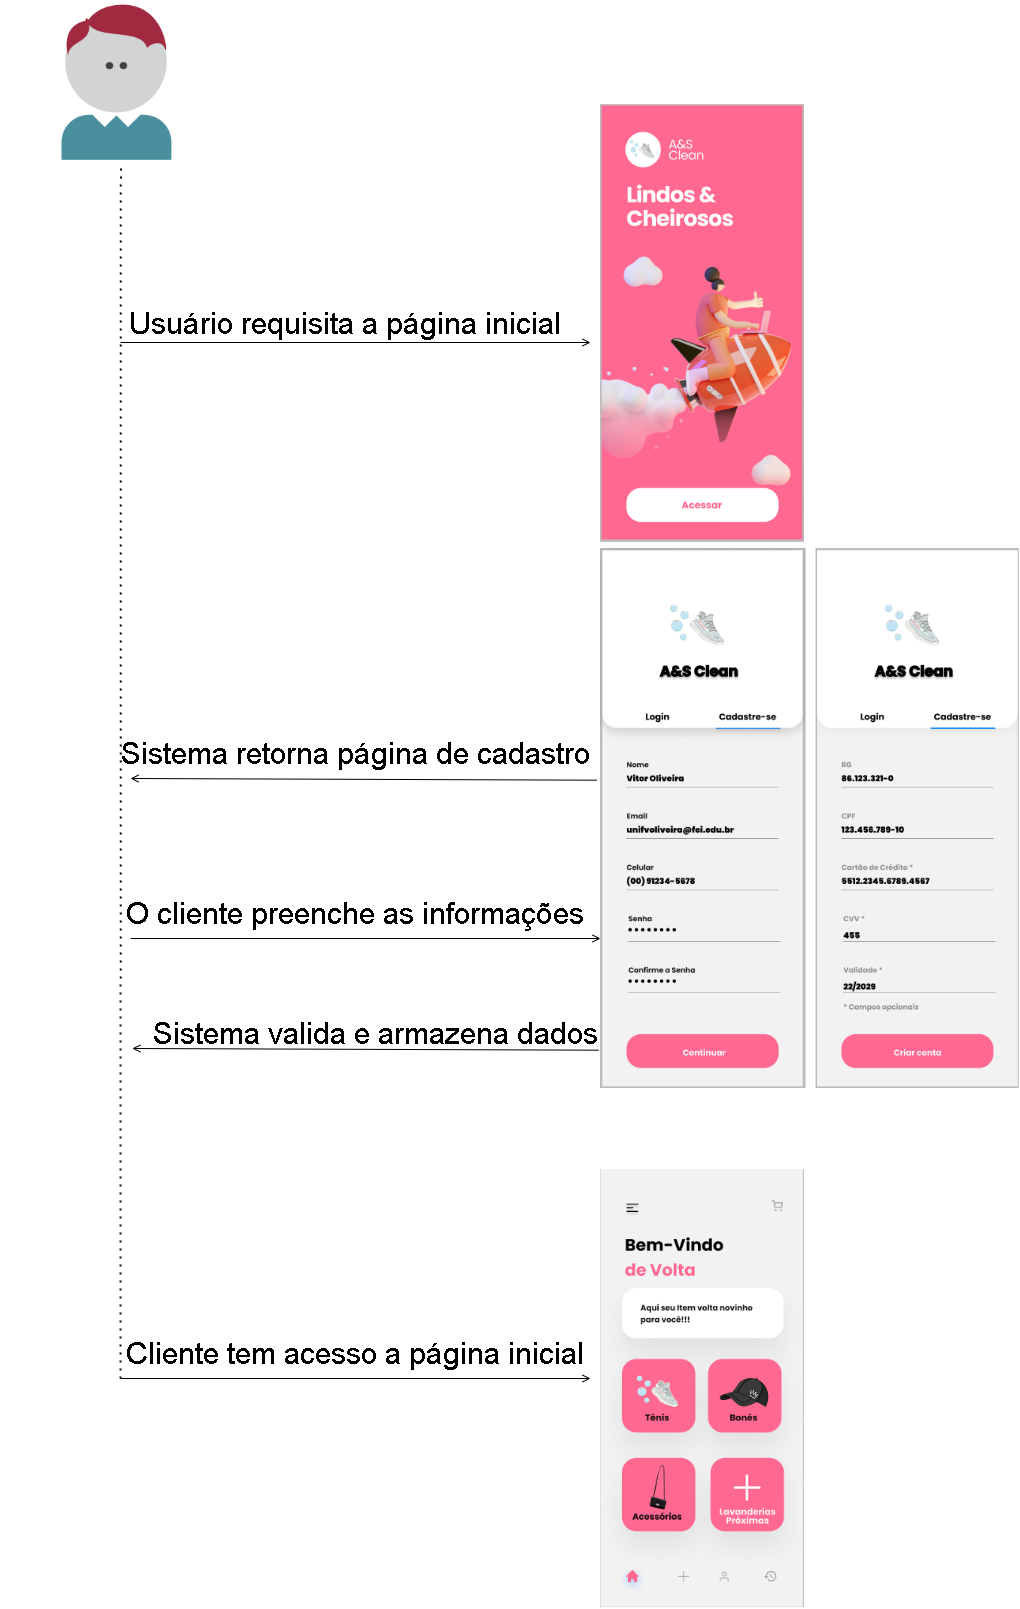 A&S
Clean
Lindos &
Cheirosos
Usuário requisita a página inicial
Acessar
A&S Clean
Login
Cadastre-se
Sistema retorna página de cadastro
Nome
Vitor Oliveira
Email
unifvoliveira@fei.edu.br
Celular
(00) 91234-5678
O cliente preenche as informações
Senha
Confirme a Senha
Sistema valida e armazena dados
Continuar
A&S Clean
Login
Cadastre-se
RG
86.123.321-0
CPF
123.456.789-10
Cartão de Crédito *
5512.2345.6789.4567
CVV *
455
Validade *
22/2029
* Campos opcionais
Criar conta
Bem-Vindo
de Volta
Aqui seu Item volta novinho
para você!!!
Cliente tem acesso a página inicial
Tênis
Bonés
Acessórios
Lavanderias
Próximas